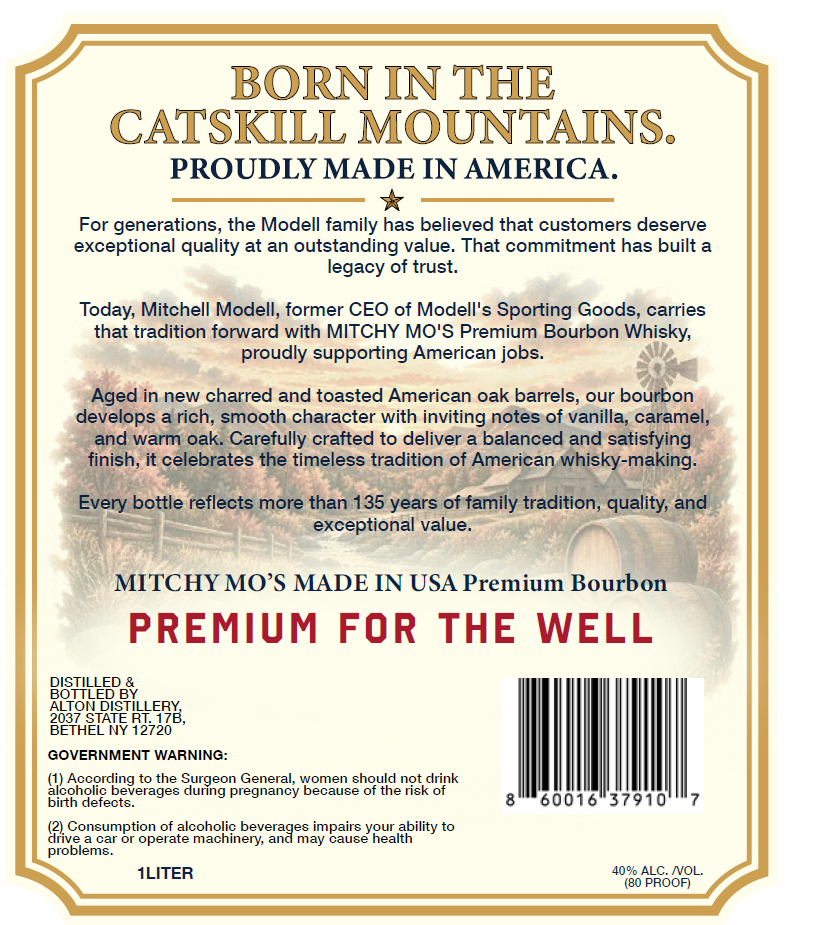 BORN IN THE
CATSKILL MOUNTAINS.
PROUDLY MADE IN AMERICA.
For generations, the Modell family has believed that customers deserve
exceptional quality at an outstanding value. That commitment has built a
legacy of trust.
Today, Mitchell Modell, former CEO of Modell's Sporting Goods, carries
that tradition forward with MITCHY MO'S Premium Bourbon Whisky,
proudly supporting American jobs.
Aged in new charred and toasted American oak barrels, our bourbon
develops a rich, smooth character with inviting notes of vanilla, caramel,
and warm oak. Carefully crafted to deliver a balanced and satisfying
finish, it celebrates the timeless tradition of American whisky-making.
Every bottle reflects more than 135 years of family tradition, quality, and
exceptional value.
MITCHY MO’S MADE IN USA Premium Bourbon
PREMIUM FOR THE WELL
DISTILLED &
BOTTLED BY
ALTON DISTILLERY,
2037 STATE RT. 17B,
BETHEL NY 12720
GOVERNMENT WARNING:
(1) According to the Surgeon General, women should not drink
alcoholic beverages during pregnancy because of the risk of
birth defects.
(2) Consumption of alcoholic beverages impairs your ability to
drive a car or operate machinery, and may cause health
problems.
8 60016 37910 7
1LITER
40% ALC. /VOL.
(80 PROOF)